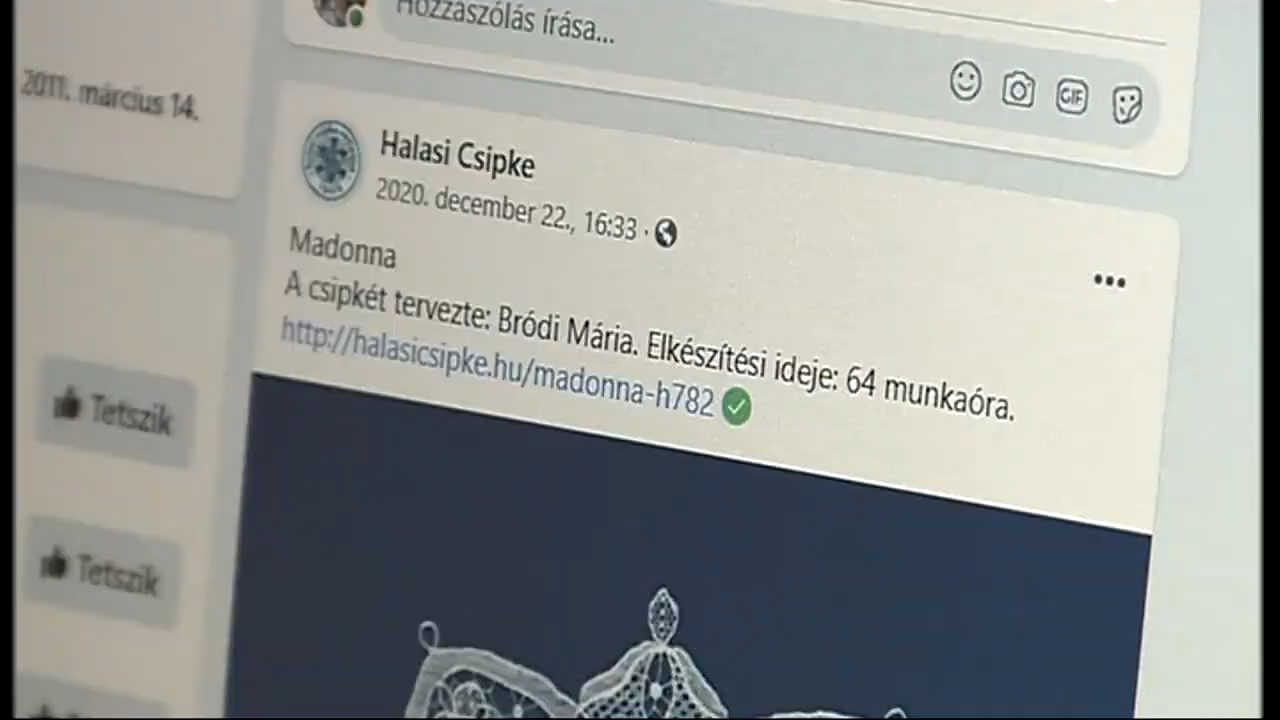 Hozzászólás írása...
GIF
2011. március 14.
Halasi Csipke
2020. december 22., 16:33 ·
Madonna
A csipkét tervezte: Bródi Mária. Elkészítési ideje: 64 munkaóra.
http://halasicsipke.hu/madonna-h782
Tetszik
Tetszik